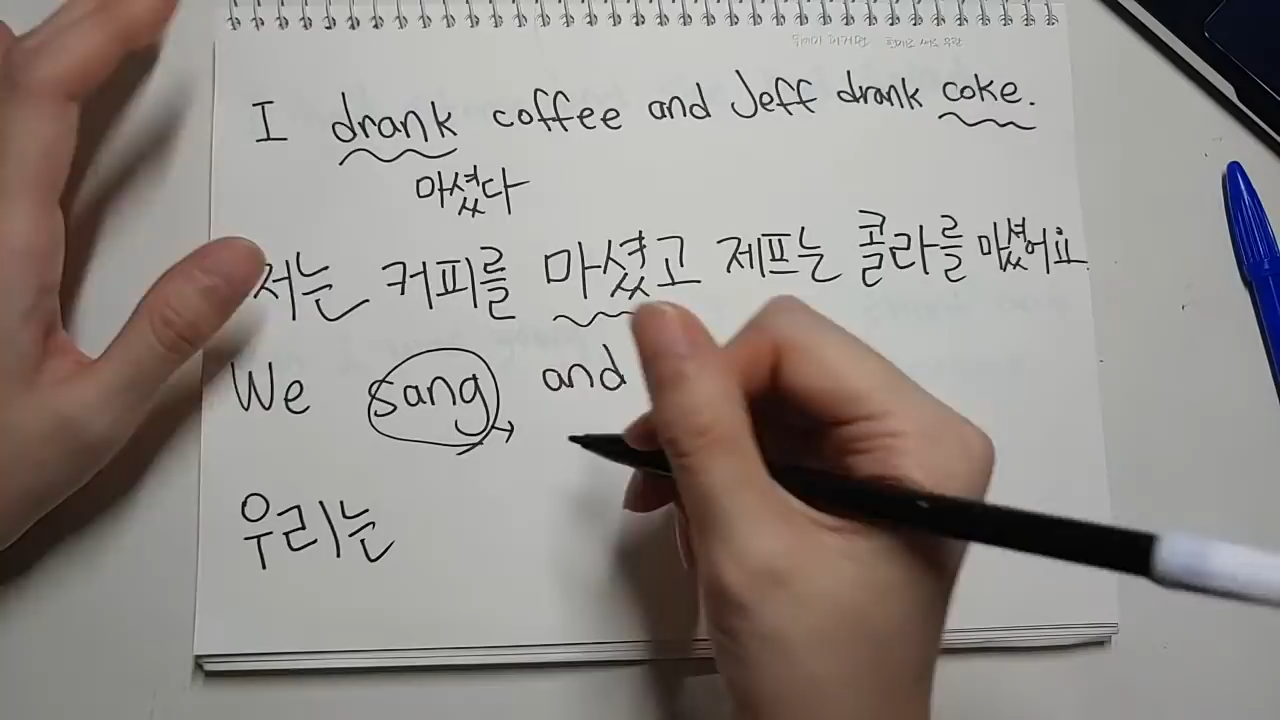 I drank coffee and Jeff drank coke.
마셨다
저는 커피를 마셨고 제프는 콜라를 마셨어요
We sang and
우리는